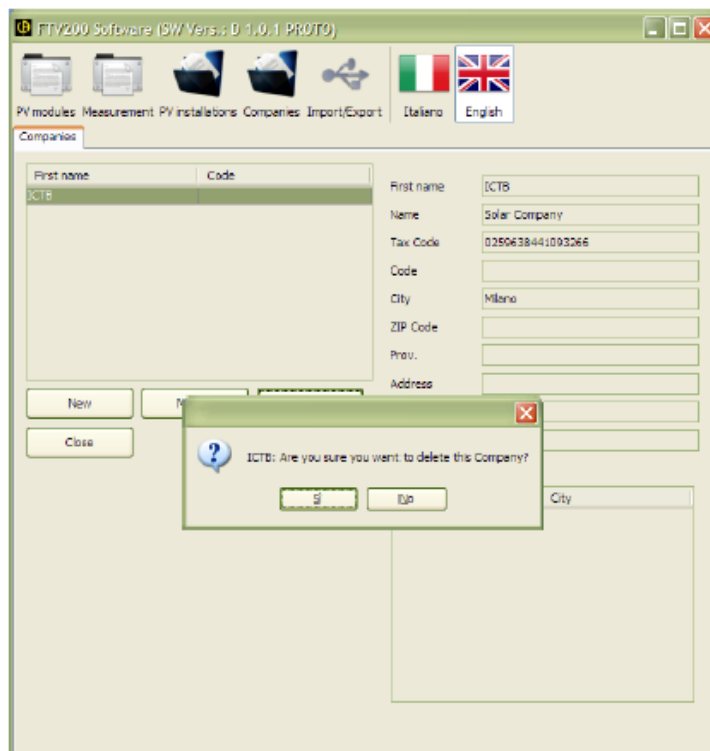 FTV200 Software (SW Vers.: B 1.0.1 PROTO)
PV modules Measurement PV installations Companies Import/Export Italiano English
Companies
First name Code
ICTB
First name ICTB
Name Solar Company
Tax Code 0259638441093266
Code
City Milano
ZIP Code
Prov.
Address
New
Close
ICTB: Are you sure you want to delete this Company?
Sì No
City